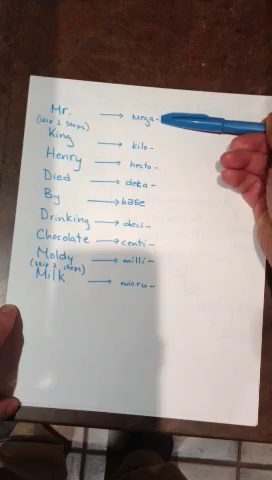 Mr. → Mega-
(skip 2 steps)
King → kilo-
Henry → hecto-
Died → deka-
By → base
Drinking → deci-
Chocolate → centi-
Moldy → milli-
(skip 2 steps)
Milk → micro-